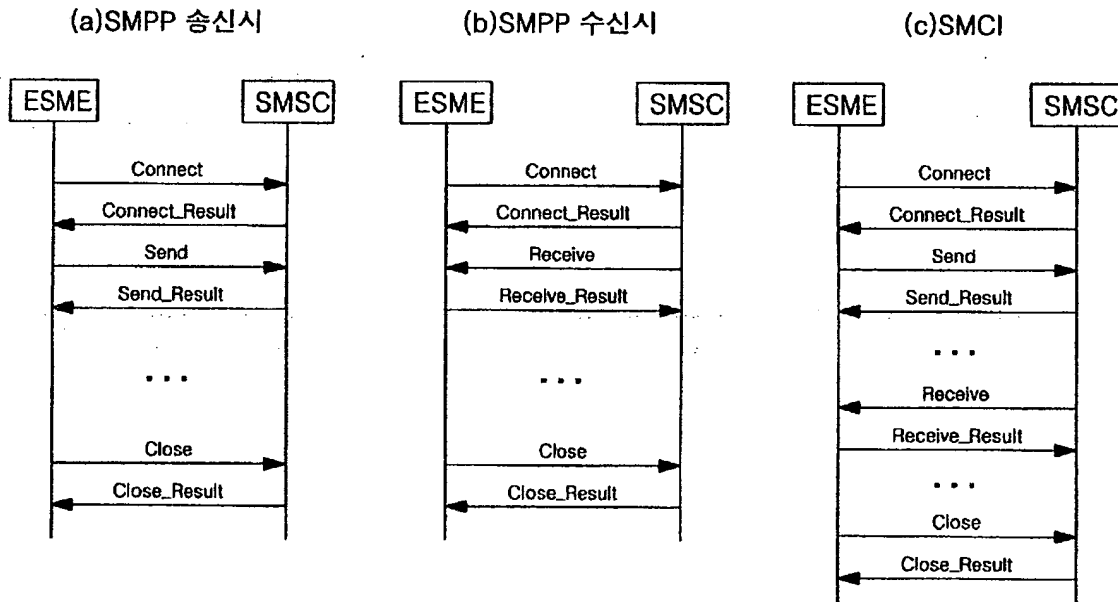 (a)SMPP 송신시
ESME
SMSC
Connect
Connect_Result
Send
Send_Result
...
Close
Close_Result
(b)SMPP 수신시
ESME
SMSC
Connect
Connect_Result
Receive
Receive_Result
...
Close
Close_Result
(c)SMCI
ESME
SMSC
Connect
Connect_Result
Send
Send_Result
...
Receive
Receive_Result
...
Close
Close_Result